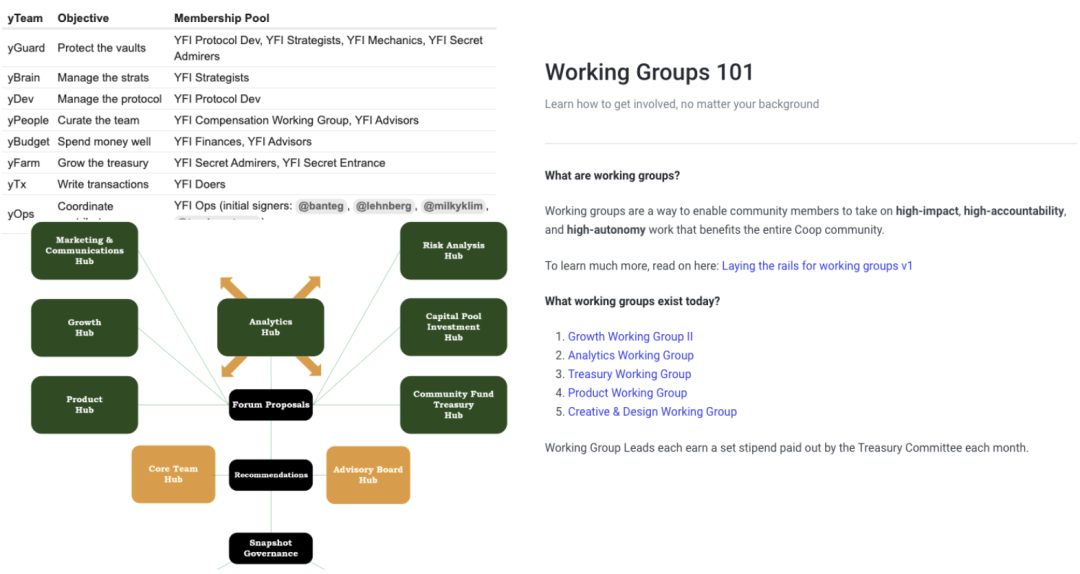 yTeam Objective Membership Pool
yGuard Protect the vaults YFI Protocol Dev, YFI Strategists, YFI Mechanics, YFI Secret
Admirers
yBrain Manage the strats YFI Strategists
yDev Manage the protocol YFI Protocol Dev
yPeople Curate the team YFI Compensation Working Group, YFI Advisors
yBudget Spend money well YFI Finances, YFI Advisors
yFarm Grow the treasury YFI Secret Admirers, YFI Secret Entrance
yTx Write transactions YFI Doers
yOps Coordinate YFI Ops (initial signers: @banteg, @lehnberg, @milkyklim,
Marketing &
Communications
Hub
Growth
Hub
Product
Hub
Analytics
Hub
Risk Analysis
Hub
Capital Pool
Investment
Hub
Community Fund
Treasury
Hub
Forum Proposals
Core Team
Hub
Recommendations
Advisory Board
Hub
Snapshot
Governance
Working Groups 101
Learn how to get involved, no matter your background
What are working groups?
Working groups are a way to enable community members to take on high-impact, high-accountability,
and high-autonomy work that benefits the entire Coop community.
To learn much more, read on here: Laying the rails for working groups v1
What working groups exist today?
1. Growth Working Group II
2. Analytics Working Group
3. Treasury Working Group
4. Product Working Group
5. Creative & Design Working Group
Working Group Leads each earn a set stipend paid out by the Treasury Committee each month.